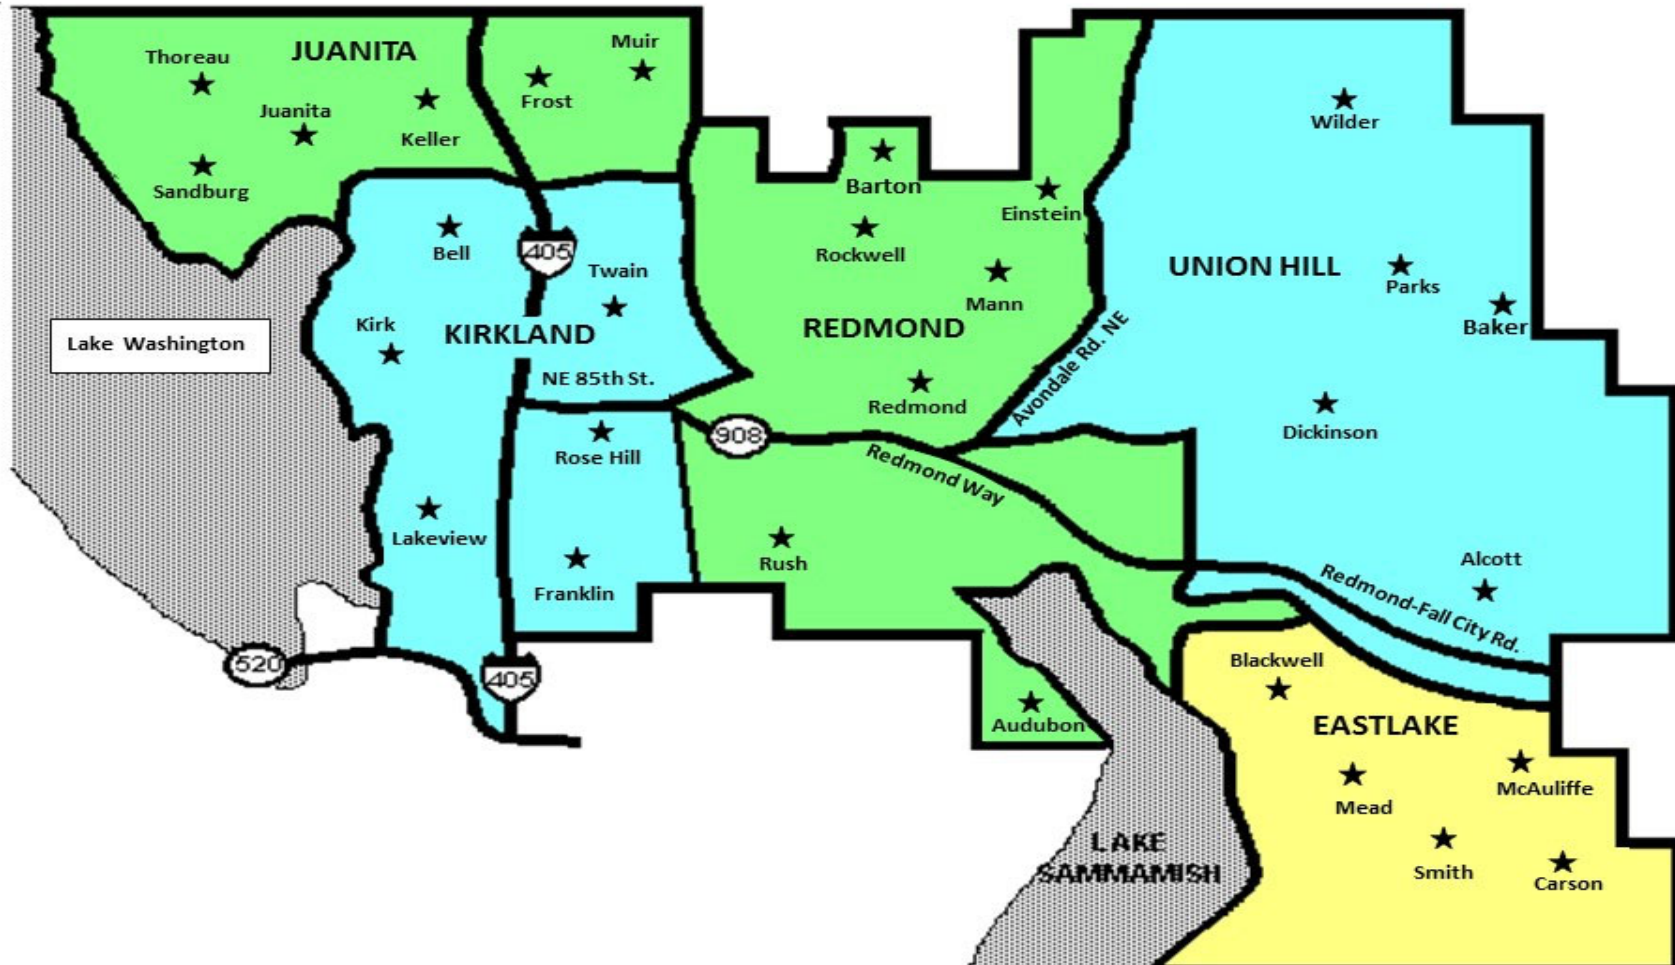 Thoreau
JUANITA
Muir
Frost
Juanita
Keller
Sandburg
Wilder
Barton
Einstein
Rockwell
Bell
405
Twain
Mann
UNION HILL
Parks
Baker
Lake Washington
Kirk
KIRKLAND
REDMOND
Avondale Rd. NE
NE 85th St.
Redmond
908
Dickinson
Rose Hill
Redmond Way
Lakeview
Rush
Franklin
Alcott
Redmond-Fall City Rd.
520
405
Blackwell
Audubon
EASTLAKE
Mead
McAuliffe
LAKE
SAMMAMISH
Smith
Carson